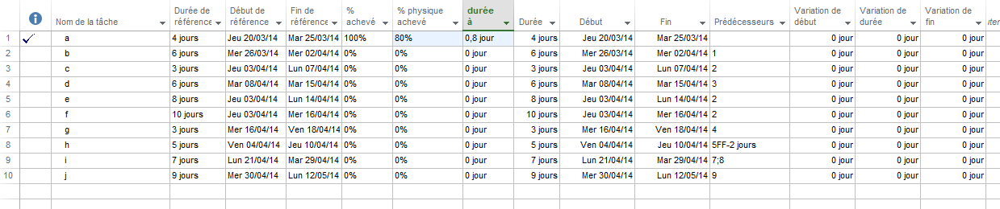 Nom de la tâche Durée de référence Début de référence Fin de référence % achevé % physique achevé durée à Durée Début Fin Prédécesseurs Variation de début Variation de durée Variation de fin
1 a 4 jours Jeu 20/03/14 Mar 25/03/14 100% 80% 0,8 jour 4 jours Jeu 20/03/14 Mar 25/03/14 0 jour 0 jour 0 jour
2 b 6 jours Mer 26/03/14 Mer 02/04/14 0% 0% 0 jour 6 jours Mer 26/03/14 Mer 02/04/14 1 0 jour 0 jour 0 jour
3 c 3 jours Jeu 03/04/14 Lun 07/04/14 0% 0% 0 jour 3 jours Jeu 03/04/14 Lun 07/04/14 2 0 jour 0 jour 0 jour
4 d 6 jours Mar 08/04/14 Mar 15/04/14 0% 0% 0 jour 6 jours Mar 08/04/14 Mar 15/04/14 3 0 jour 0 jour 0 jour
5 e 8 jours Jeu 03/04/14 Lun 14/04/14 0% 0% 0 jour 8 jours Jeu 03/04/14 Lun 14/04/14 2 0 jour 0 jour 0 jour
6 f 10 jours Jeu 03/04/14 Mer 16/04/14 0% 0% 0 jour 10 jours Jeu 03/04/14 Mer 16/04/14 2 0 jour 0 jour 0 jour
7 g 3 jours Mer 16/04/14 Ven 18/04/14 0% 0% 0 jour 3 jours Mer 16/04/14 Ven 18/04/14 4 0 jour 0 jour 0 jour
8 h 5 jours Ven 04/04/14 Jeu 10/04/14 0% 0% 0 jour 5 jours Ven 04/04/14 Jeu 10/04/14 5FF-2 jours 0 jour 0 jour 0 jour
9 i 7 jours Lun 21/04/14 Mar 29/04/14 0% 0% 0 jour 7 jours Lun 21/04/14 Mar 29/04/14 7;8 0 jour 0 jour 0 jour
10 j 9 jours Mer 30/04/14 Lun 12/05/14 0% 0% 0 jour 9 jours Mer 30/04/14 Lun 12/05/14 9 0 jour 0 jour 0 jour